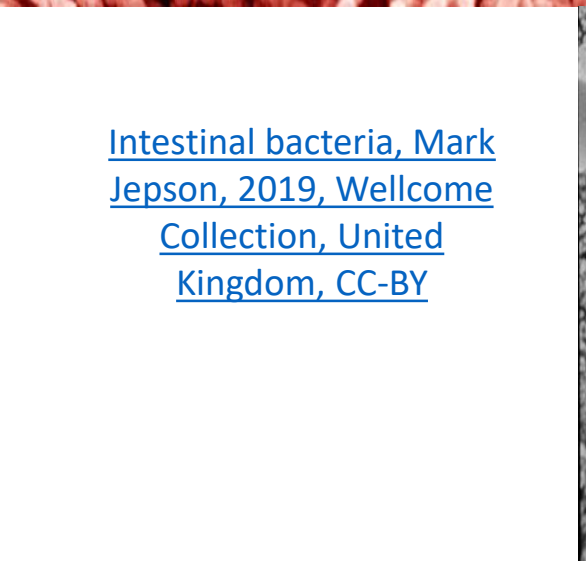 Intestinal bacteria, Mark
Jepson, 2019, Wellcome
Collection, United
Kingdom, CC-BY